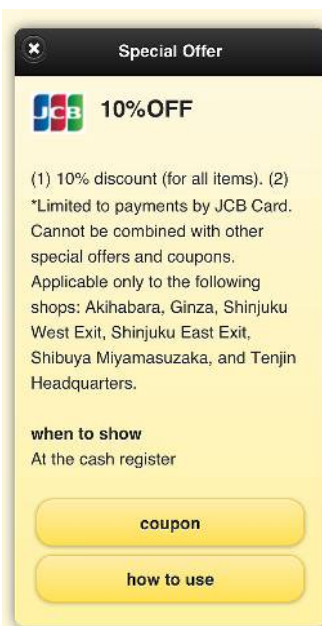 Special Offer
JCB
10%OFF
(1) 10% discount (for all items). (2)
*Limited to payments by JCB Card.
Cannot be combined with other
special offers and coupons.
Applicable only to the following
shops: Akihabara, Ginza, Shinjuku
West Exit, Shinjuku East Exit,
Shibuya Miyamasuzaka, and Tenjin
Headquarters.
when to show
At the cash register
coupon
how to use